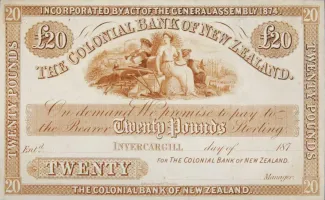 INCORPORATED BY ACT OF THE GENERAL ASSEMBLY 1874
20
20
THE COLONIAL BANK OF NEW ZEALAND.
£20
£20
TWENTY POUNDS
TWENTY POUNDS
On demand We promise to pay to
the Bearer Twenty Pounds Sterling
INVERCARGILL, day of 187
Ent.d
FOR THE COLONIAL BANK OF NEW ZEALAND.
TWENTY
Manager
20
20
THE COLONIAL BANK OF NEW ZEALAND.